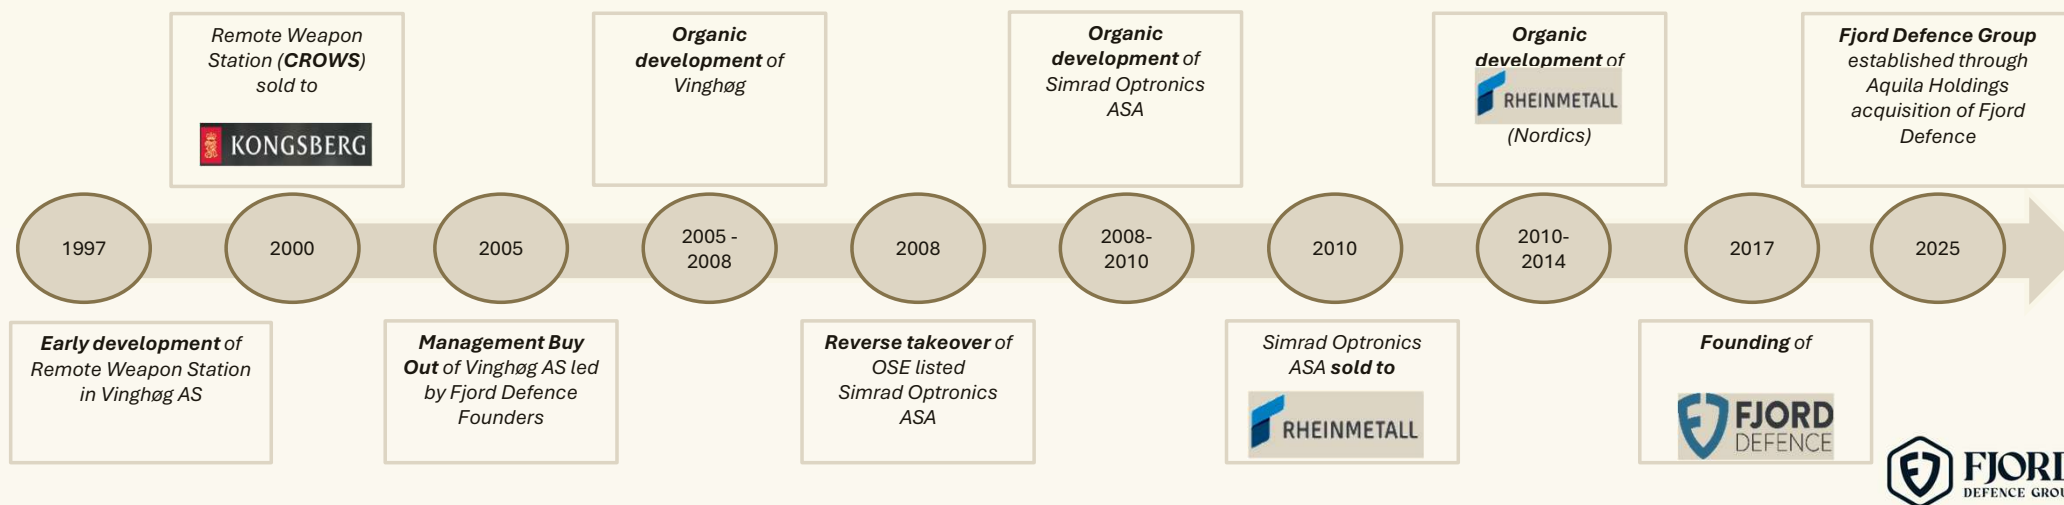 Remote Weapon
Station (CROWS)
sold to
KONGSBERG
Organic
development of
Vinghøg
Organic
development of
Simrad Optronics
ASA
Organic
development of
RHEINMETALL
(Nordics)
Fjord Defence Group
established through
Aquila Holdings
acquisition of Fjord
Defence
1997
2000
2005
2005 -
2008
2008
2008-
2010
2010
2010-
2014
2017
2025
Early development of
Remote Weapon Station
in Vinghøg AS
Management Buy
Out of Vinghøg AS led
by Fjord Defence
Founders
Reverse takeover of
OSE listed
Simrad Optronics
ASA
Simrad Optronics
ASA sold to
RHEINMETALL
Founding of
FJORD
DEFENCE
FJORD
DEFENCE GROU